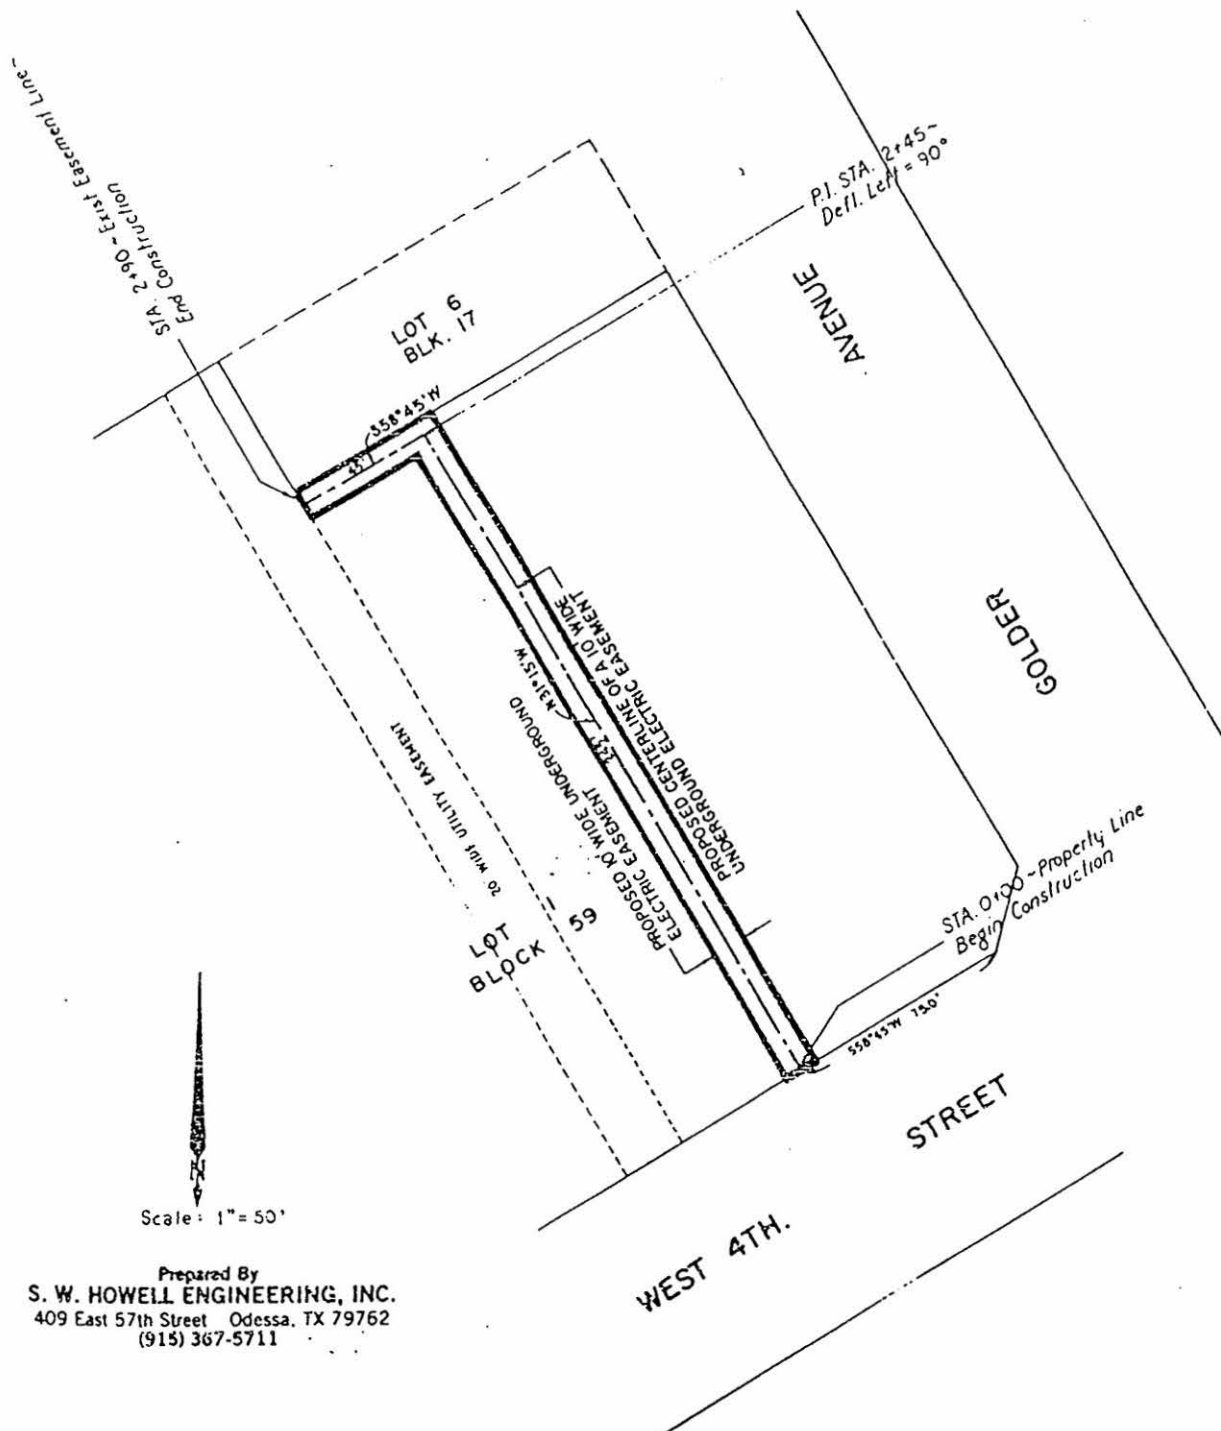 STA. 2+90 ~ Exist Easement Line ~
End Construction
P.I. STA. 2+45~
Defl. Left = 90°
LOT 6
BLK. 17
AVENUE
S58°45'W
45'
GOLDER
PROPOSED CENTERLINE OF A 10' WIDE
UNDERGROUND ELECTRIC EASEMENT
N31°15'W
PROPOSED 10' WIDE UNDERGROUND
ELECTRIC EASEMENT
20' WIDE UTILITY EASEMENT
LOT 1
BLOCK 59
STA. 0+00 ~ Property Line
Begin Construction
S58°45'W 75.0'
STREET
WEST 4TH.
N
Scale: 1" = 50'
Prepared By
S. W. HOWELL ENGINEERING, INC.
409 East 57th Street Odessa, TX 79762
(915) 367-5711